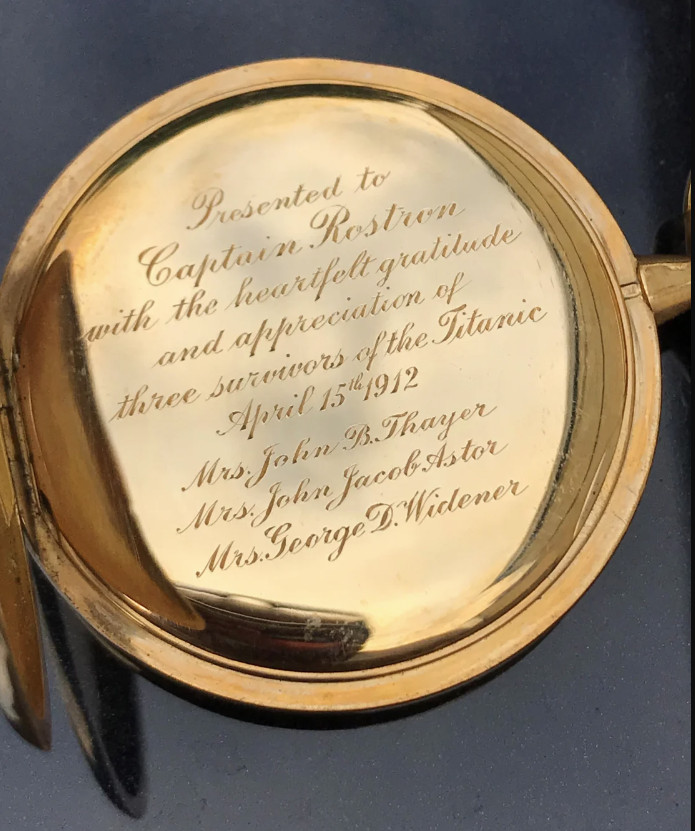 Presented to
Captain Rostron
with the heartfelt gratitude
and appreciation of
three survivors of the Titanic
April 15th 1912
Mrs. John B. Thayer
Mrs. John Jacob Astor
Mrs. George D. Widener